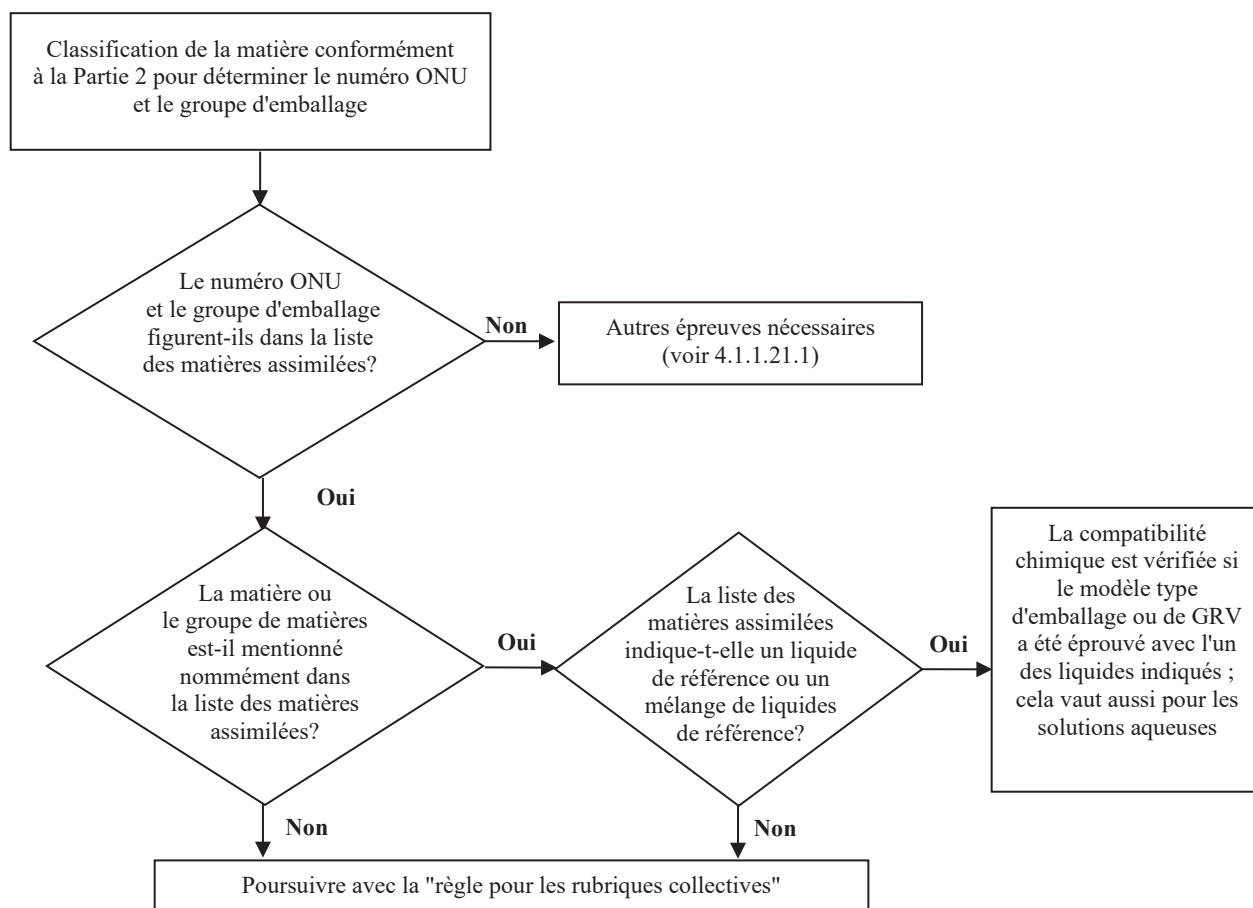 Classification de la matière conformément
à la Partie 2 pour déterminer le numéro ONU
et le groupe d'emballage
Le numéro ONU
et le groupe d'emballage
figurent-ils dans la liste
des matières assimilées?
Non
Autres épreuves nécessaires
(voir 4.1.1.21.1)
Oui
La matière ou
le groupe de matières
est-il mentionné
nommément dans
la liste des matières
assimilées?
Oui
La liste des
matières assimilées
indique-t-elle un liquide
de référence ou un
mélange de liquides
de référence?
Oui
La compatibilité
chimique est vérifiée si
le modèle type
d'emballage ou de GRV
a été éprouvé avec l'un
des liquides indiqués ;
cela vaut aussi pour les
solutions aqueuses
Non
Non
Poursuivre avec la "règle pour les rubriques collectives"